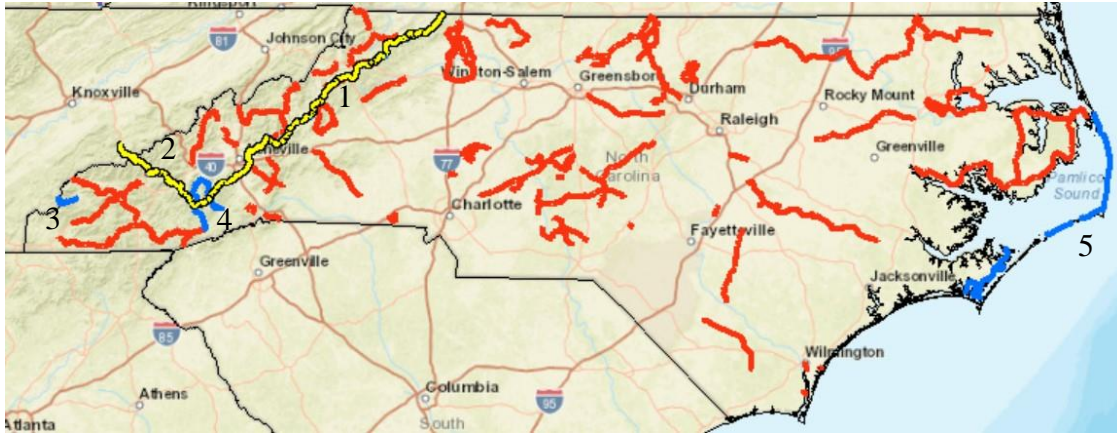 Kingsport
81
Johnson City
Knoxville
1
Winston-Salem
Greensbor
Durham
95
Rocky Mount
Raleigh
2
40
77
North
Carolina
Greenville
Pamlico
Sound
3
4
Charlotte
Fayetteville
5
Greenville
Jacksonville
85
Wilmington
Athens
Columbia
95
Atlanta
South